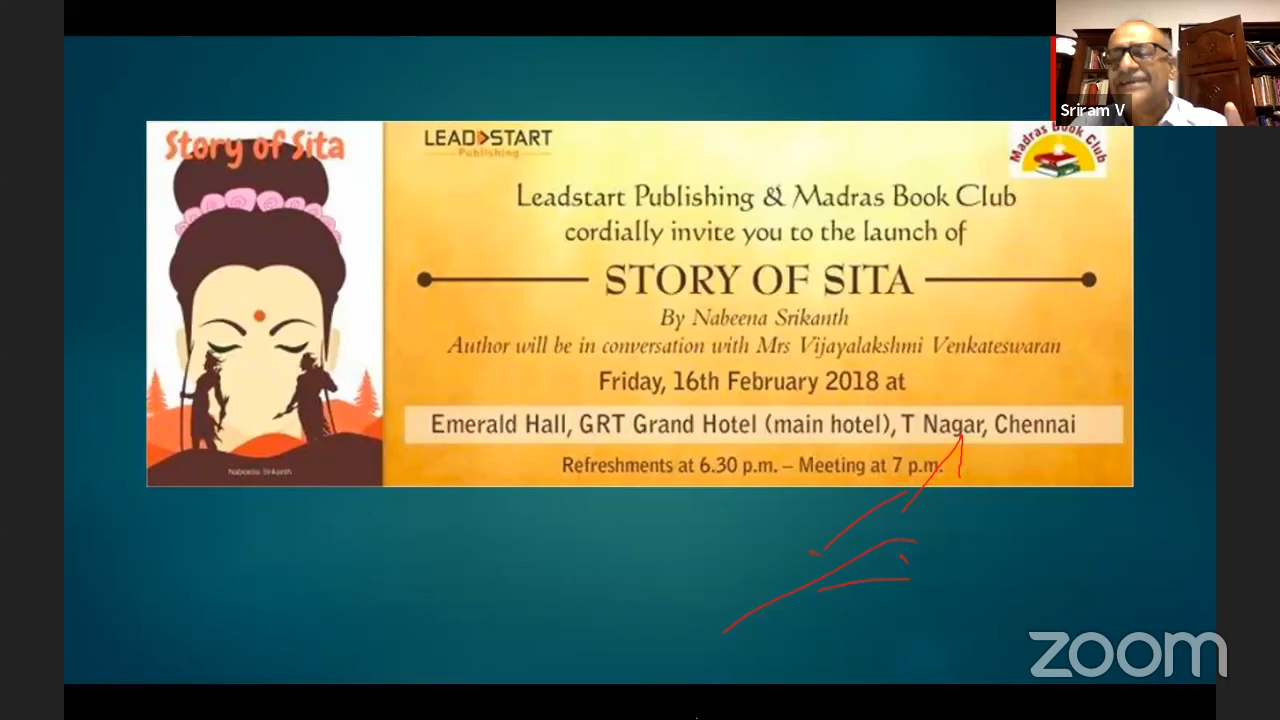 Sriram V
Story of Sita
Nabeena Srikanth
LEADSTART
Publishing
Madras Book Club
Leadstart Publishing & Madras Book Club
cordially invite you to the launch of
STORY OF SITA
By Nabeena Srikanth
Author will be in conversation with Mrs Vijayalakshmi Venkateswaran
Friday, 16th February 2018 at
Emerald Hall, GRT Grand Hotel (main hotel), T Nagar, Chennai
Refreshments at 6.30 p.m. – Meeting at 7 p.m.
zoom